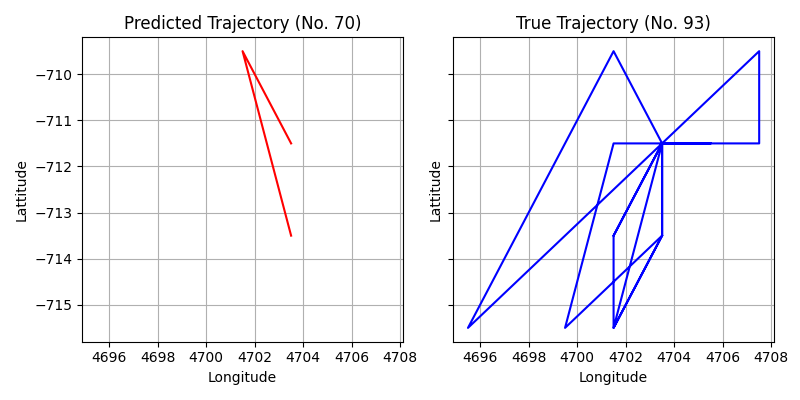 Predicted Trajectory (No. 70)
−710
−711
−712
−713
−714
−715
Lattitude
4696 4698 4700 4702 4704 4706 4708
Longitude
True Trajectory (No. 93)
Lattitude
4696 4698 4700 4702 4704 4706 4708
Longitude